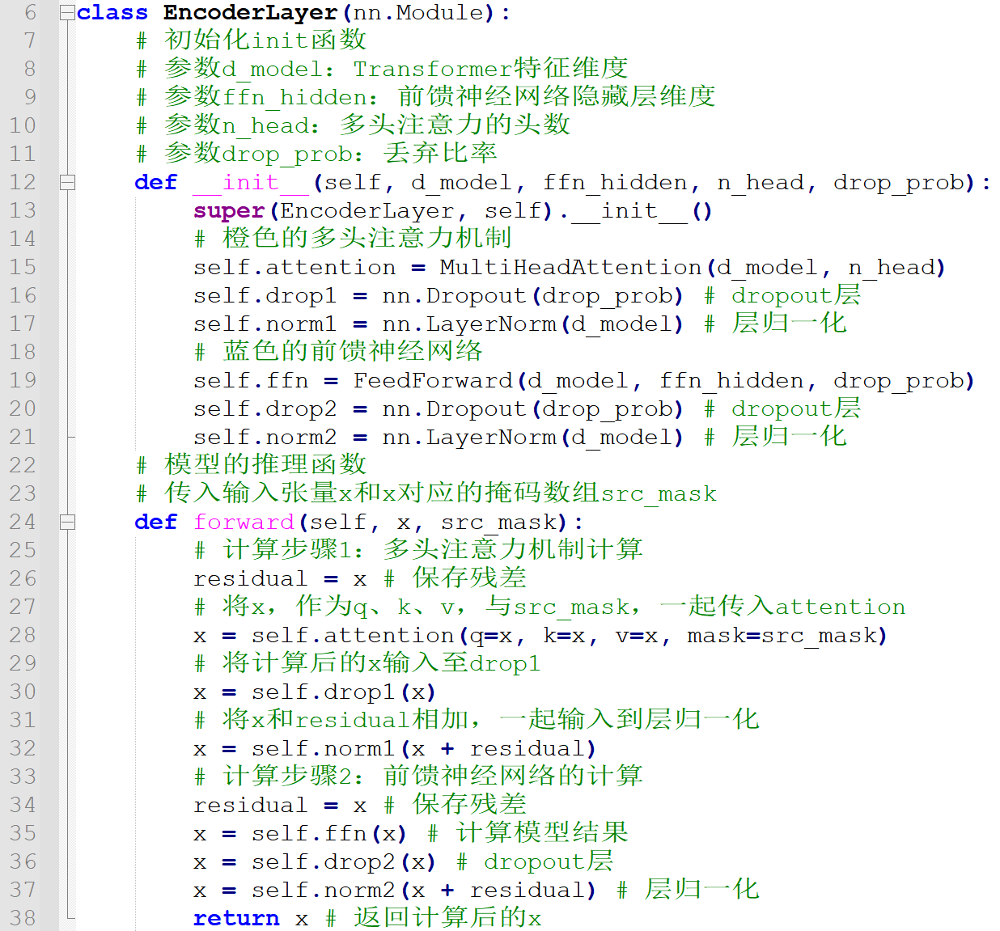 6 class EncoderLayer(nn.Module):
7     # 初始化init函数
8     # 参数d_model：Transformer特征维度
9     # 参数ffn_hidden：前馈神经网络隐藏层维度
10     # 参数n_head：多头注意力的头数
11     # 参数drop_prob：丢弃比率
12     def __init__(self, d_model, ffn_hidden, n_head, drop_prob):
13         super(EncoderLayer, self).__init__()
14         # 橙色的多头注意力机制
15         self.attention = MultiHeadAttention(d_model, n_head)
16         self.drop1 = nn.Dropout(drop_prob) # dropout层
17         self.norm1 = nn.LayerNorm(d_model) # 层归一化
18         # 蓝色的前馈神经网络
19         self.ffn = FeedForward(d_model, ffn_hidden, drop_prob)
20         self.drop2 = nn.Dropout(drop_prob) # dropout层
21         self.norm2 = nn.LayerNorm(d_model) # 层归一化
22     # 模型的推理函数
23     # 传入输入张量x和x对应的掩码数组src_mask
24     def forward(self, x, src_mask):
25         # 计算步骤1：多头注意力机制计算
26         residual = x # 保存残差
27         # 将x，作为q、k、v，与src_mask，一起传入attention
28         x = self.attention(q=x, k=x, v=x, mask=src_mask)
29         # 将计算后的x输入至drop1
30         x = self.drop1(x)
31         # 将x和residual相加，一起输入到层归一化
32         x = self.norm1(x + residual)
33         # 计算步骤2：前馈神经网络的计算
34         residual = x # 保存残差
35         x = self.ffn(x) # 计算模型结果
36         x = self.drop2(x) # dropout层
37         x = self.norm2(x + residual) # 层归一化
38         return x # 返回计算后的x